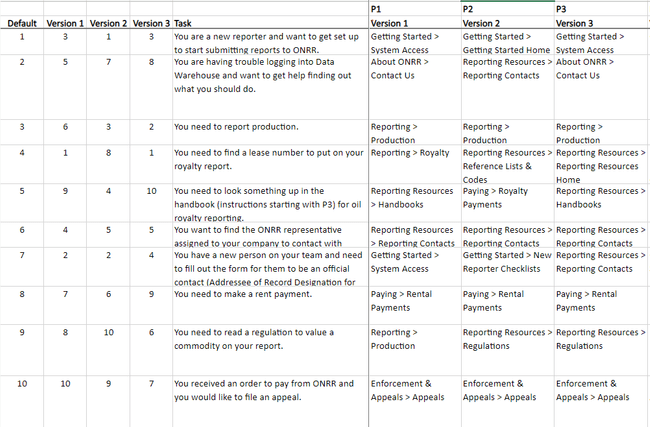 P1 P2 P3
Default Version 1 Version 2 Version 3 Task Version 1 Version 2 Version 3
1 3 1 3 You are a new reporter and want to get set up Getting Started > Getting Started > Getting Started >
to start submitting reports to ONRR. System Access Getting Started Home System Access
2 5 7 8 You are having trouble logging into Data About ONRR > Reporting Resources > About ONRR >
Warehouse and want to get help finding out Contact Us Reporting Contacts Contact Us
what you should do.
3 6 3 2 You need to report production. Reporting > Reporting > Reporting >
Production Production Production
4 1 8 1 You need to find a lease number to put on your Reporting > Royalty Reporting Resources > Reporting Resources >
royalty report. Reference Lists & Reporting Resources
Codes Home
5 9 4 10 You need to look something up in the Reporting Resources Paying > Royalty Reporting Resources >
handbook (instructions starting with P3) for oil > Handbooks Payments Handbooks
royalty reporting.
6 4 5 5 You want to find the ONRR representative Reporting Resources Reporting Resources > Reporting Resources >
assigned to your company to contact with > Reporting Contacts Reporting Contacts Reporting Contacts
7 2 2 4 You have a new person on your team and need Getting Started > Getting Started > New Reporting Resources >
to fill out the form for them to be an official System Access Reporter Checklists Reporting Contacts
contact (Addressee of Record Designation for
8 7 6 9 You need to make a rent payment. Paying > Rental Paying > Rental Paying > Rental
Payments Payments Payments
9 8 10 6 You need to read a regulation to value a Reporting > Reporting Resources > Reporting Resources >
commodity on your report. Production Regulations Regulations
10 10 9 7 You received an order to pay from ONRR and Enforcement & Enforcement & Enforcement &
you would like to file an appeal. Appeals > Appeals Appeals > Appeals Appeals > Appeals